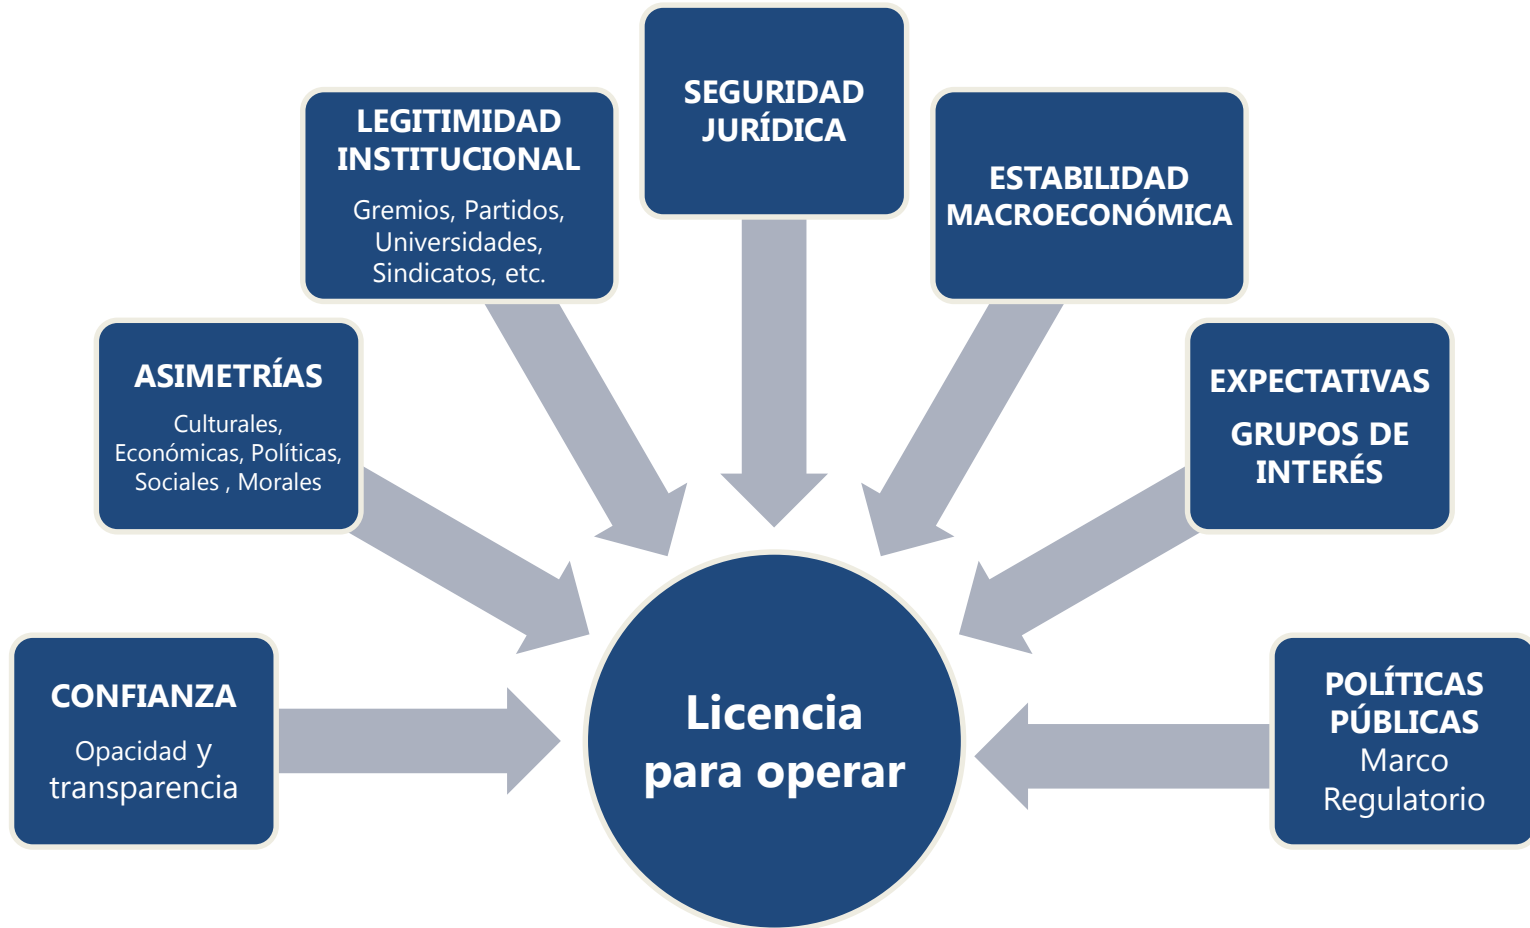 SEGURIDAD
JURÍDICA
LEGITIMIDAD
INSTITUCIONAL
Gremios, Partidos,
Universidades,
Sindicatos, etc.
ESTABILIDAD
MACROECONÓMICA
ASIMETRÍAS
Culturales,
Económicas, Políticas,
Sociales , Morales
EXPECTATIVAS
GRUPOS DE
INTERÉS
CONFIANZA
Opacidad y
transparencia
Licencia
para operar
POLÍTICAS
PÚBLICAS
Marco
Regulatorio